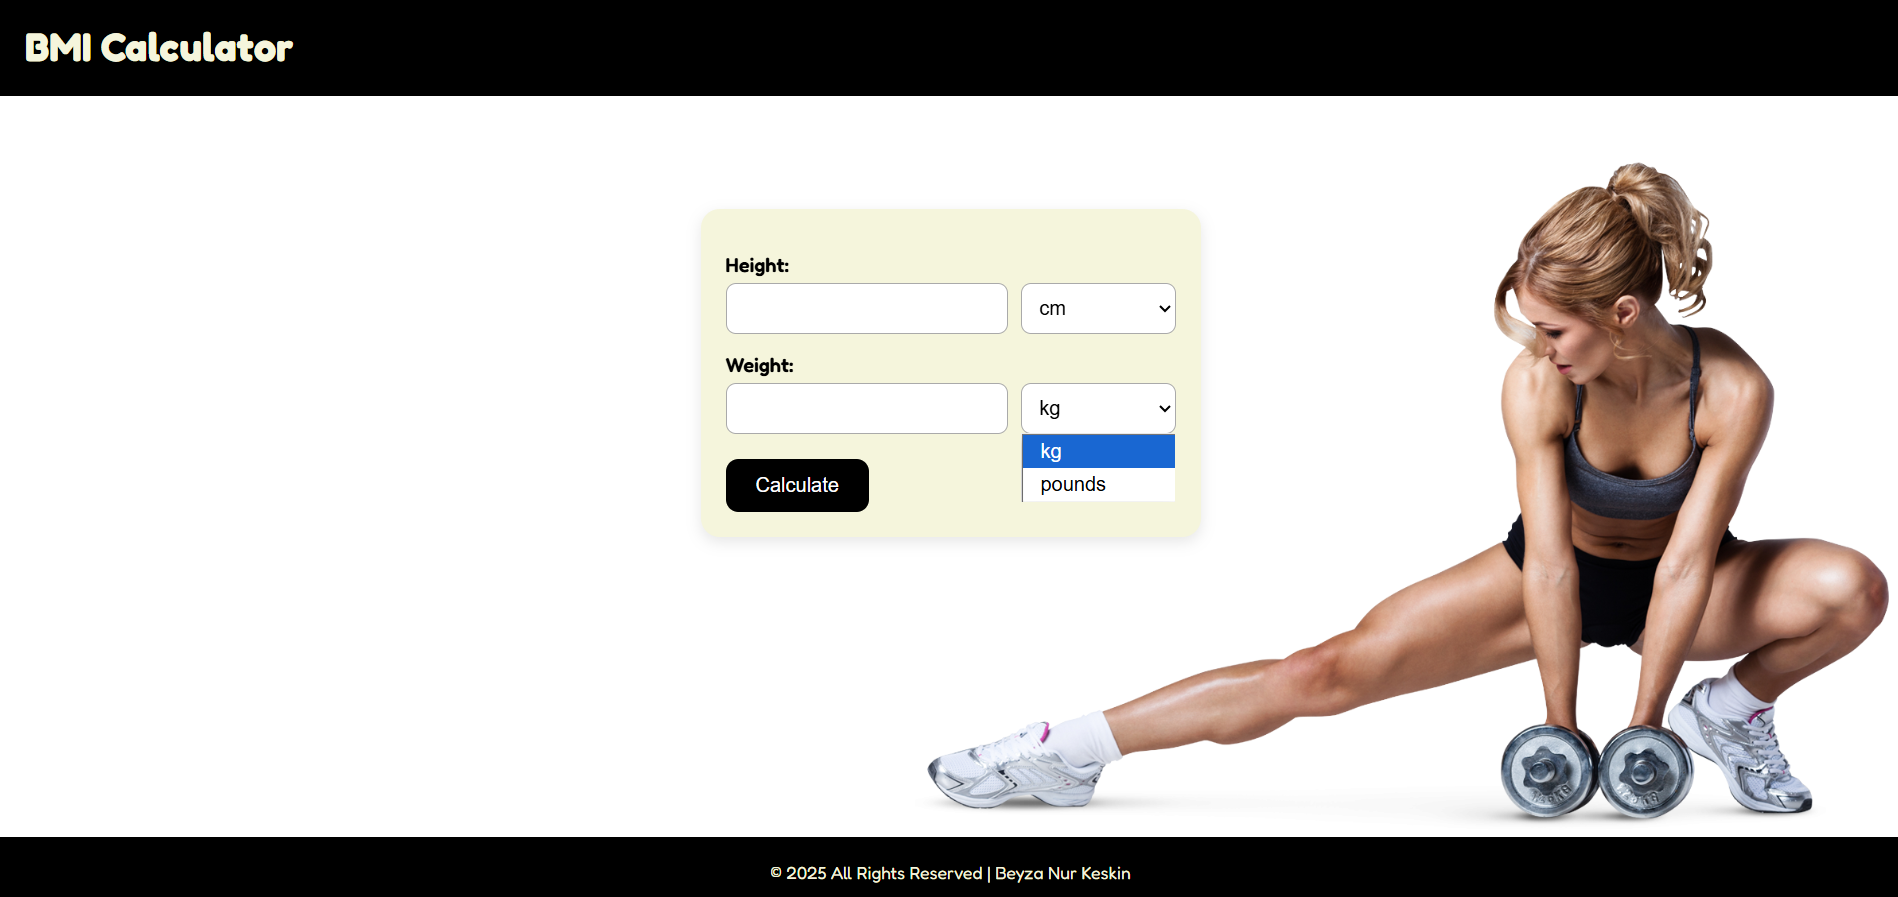 BMI Calculator
Height:
cm
Weight:
kg
kg
pounds
Calculate
© 2025 All Rights Reserved | Beyza Nur Keskin